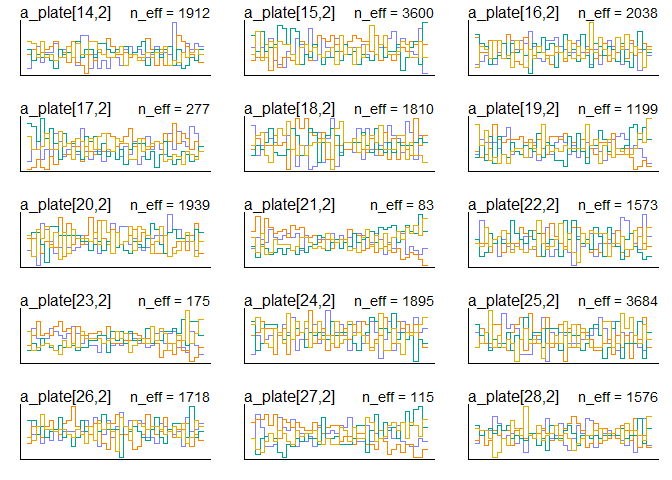 a_plate[14,2] n_eff = 1912 a_plate[15,2] n_eff = 3600 a_plate[16,2] n_eff = 2038
a_plate[17,2] n_eff = 277 a_plate[18,2] n_eff = 1810 a_plate[19,2] n_eff = 1199
a_plate[20,2] n_eff = 1939 a_plate[21,2] n_eff = 83 a_plate[22,2] n_eff = 1573
a_plate[23,2] n_eff = 175 a_plate[24,2] n_eff = 1895 a_plate[25,2] n_eff = 3684
a_plate[26,2] n_eff = 1718 a_plate[27,2] n_eff = 115 a_plate[28,2] n_eff = 1576